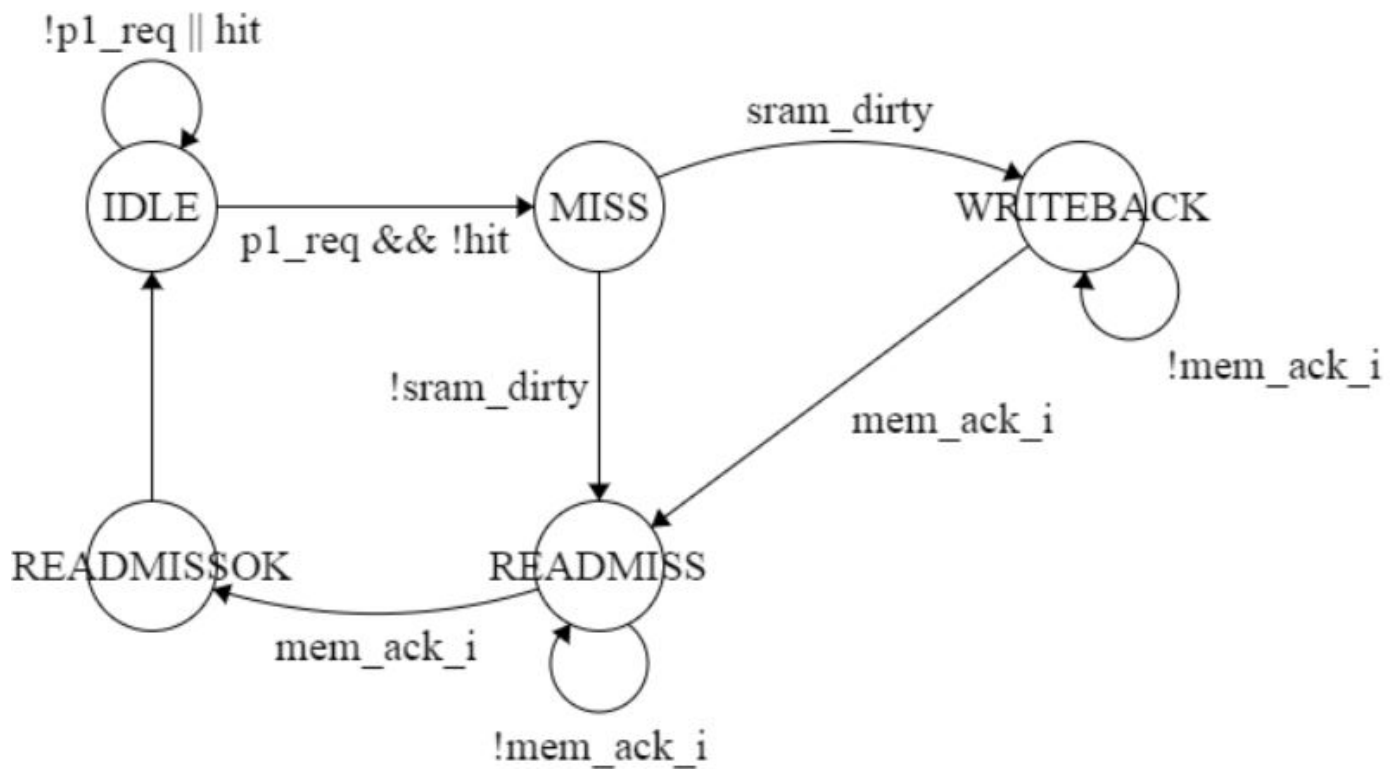 !p1_req || hit
sram_dirty
IDLE
MISS
WRITEBACK
p1_req && !hit
!mem_ack_i
!sram_dirty
mem_ack_i
READMISSOK
READMISS
mem_ack_i
!mem_ack_i